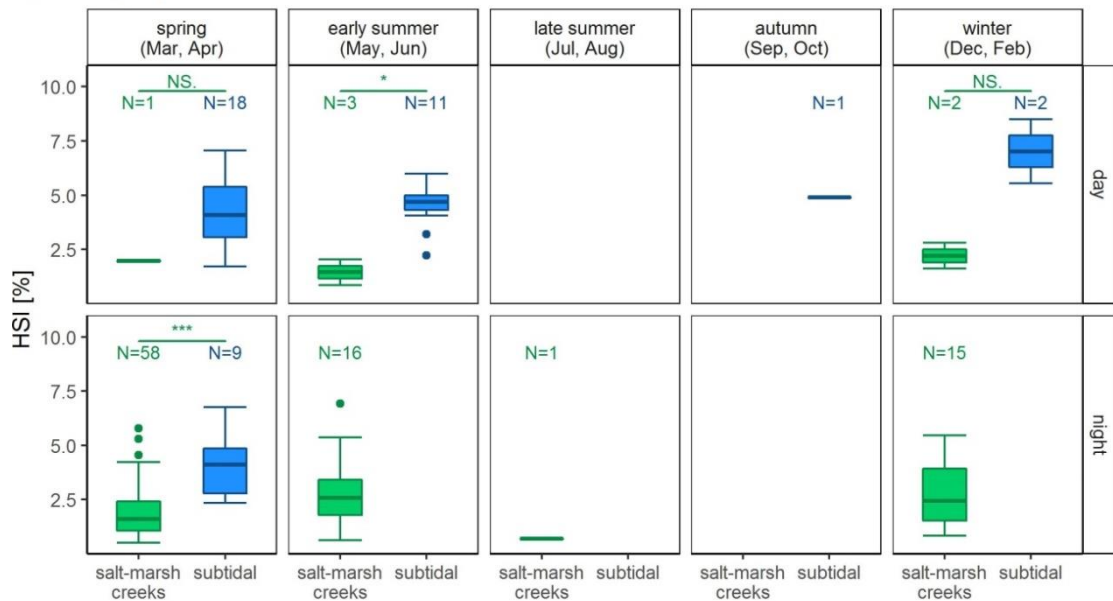 spring
(Mar, Apr)
early summer
(May, Jun)
late summer
(Jul, Aug)
autumn
(Sep, Oct)
winter
(Dec, Feb)
HSI [%]
10.0
7.5
5.0
2.5
NS.
N=1 N=18
*
N=3 N=11
N=1
NS.
N=2 N=2
day
10.0
7.5
5.0
2.5
***
N=58 N=9
N=16
N=1
N=15
night
salt-marsh
creeks
subtidal
salt-marsh
creeks
subtidal
salt-marsh
creeks
subtidal
salt-marsh
creeks
subtidal
salt-marsh
creeks
subtidal